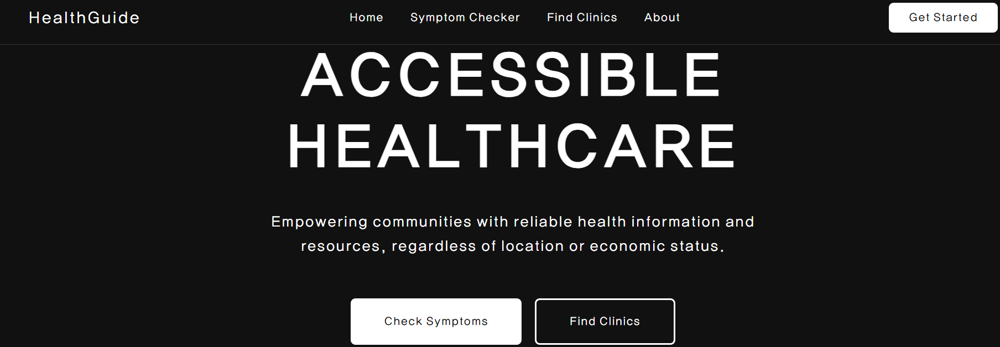 HealthGuide
Home
Symptom Checker
Find Clinics
About
Get Started
ACCESSIBLE
HEALTHCARE
Empowering communities with reliable health information and
resources, regardless of location or economic status.
Check Symptoms
Find Clinics